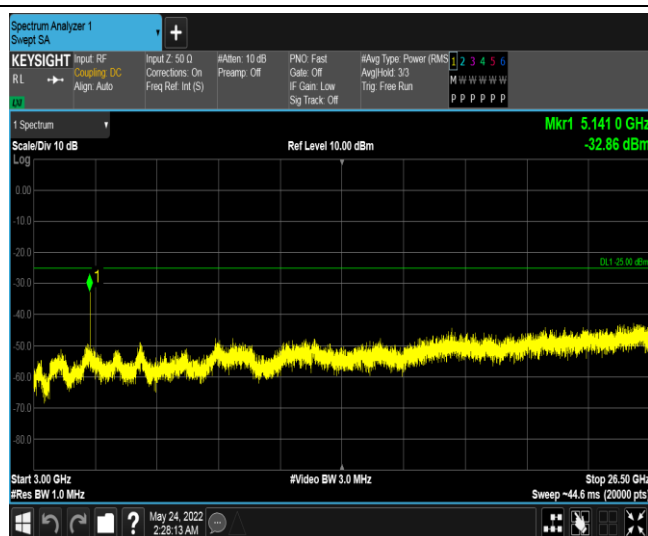 Spectrum Analyzer 1
Swept SA
+
KEYSIGHT
RL
LW
Input: RF
Coupling: DC
Align: Auto
Input Z: 50 Ω
Corrections: On
Freq Ref: Int (S)
#Atten: 10 dB
Preamp: Off
PNO: Fast
Gate: Off
IF Gain: Low
Sig Track: Off
#Avg Type: Power (RMS
Avg|Hold: 3/3
Trig: Free Run
1 2 3 4 5 6
M W W W W W
P P P P P P
1 Spectrum
Scale/Div 10 dB
Log
Ref Level 10.00 dBm
Mkr1 5.141 0 GHz
-32.86 dBm
0.00
-10.0
-20.0
DL1 -25.00 dBm
-30.0
1
-40.0
-50.0
-60.0
-70.0
-80.0
Start 3.00 GHz
#Res BW 1.0 MHz
#Video BW 3.0 MHz
Stop 26.50 GHz
Sweep ~44.6 ms (20000 pts)
?
May 24, 2022
2:28:13 AM